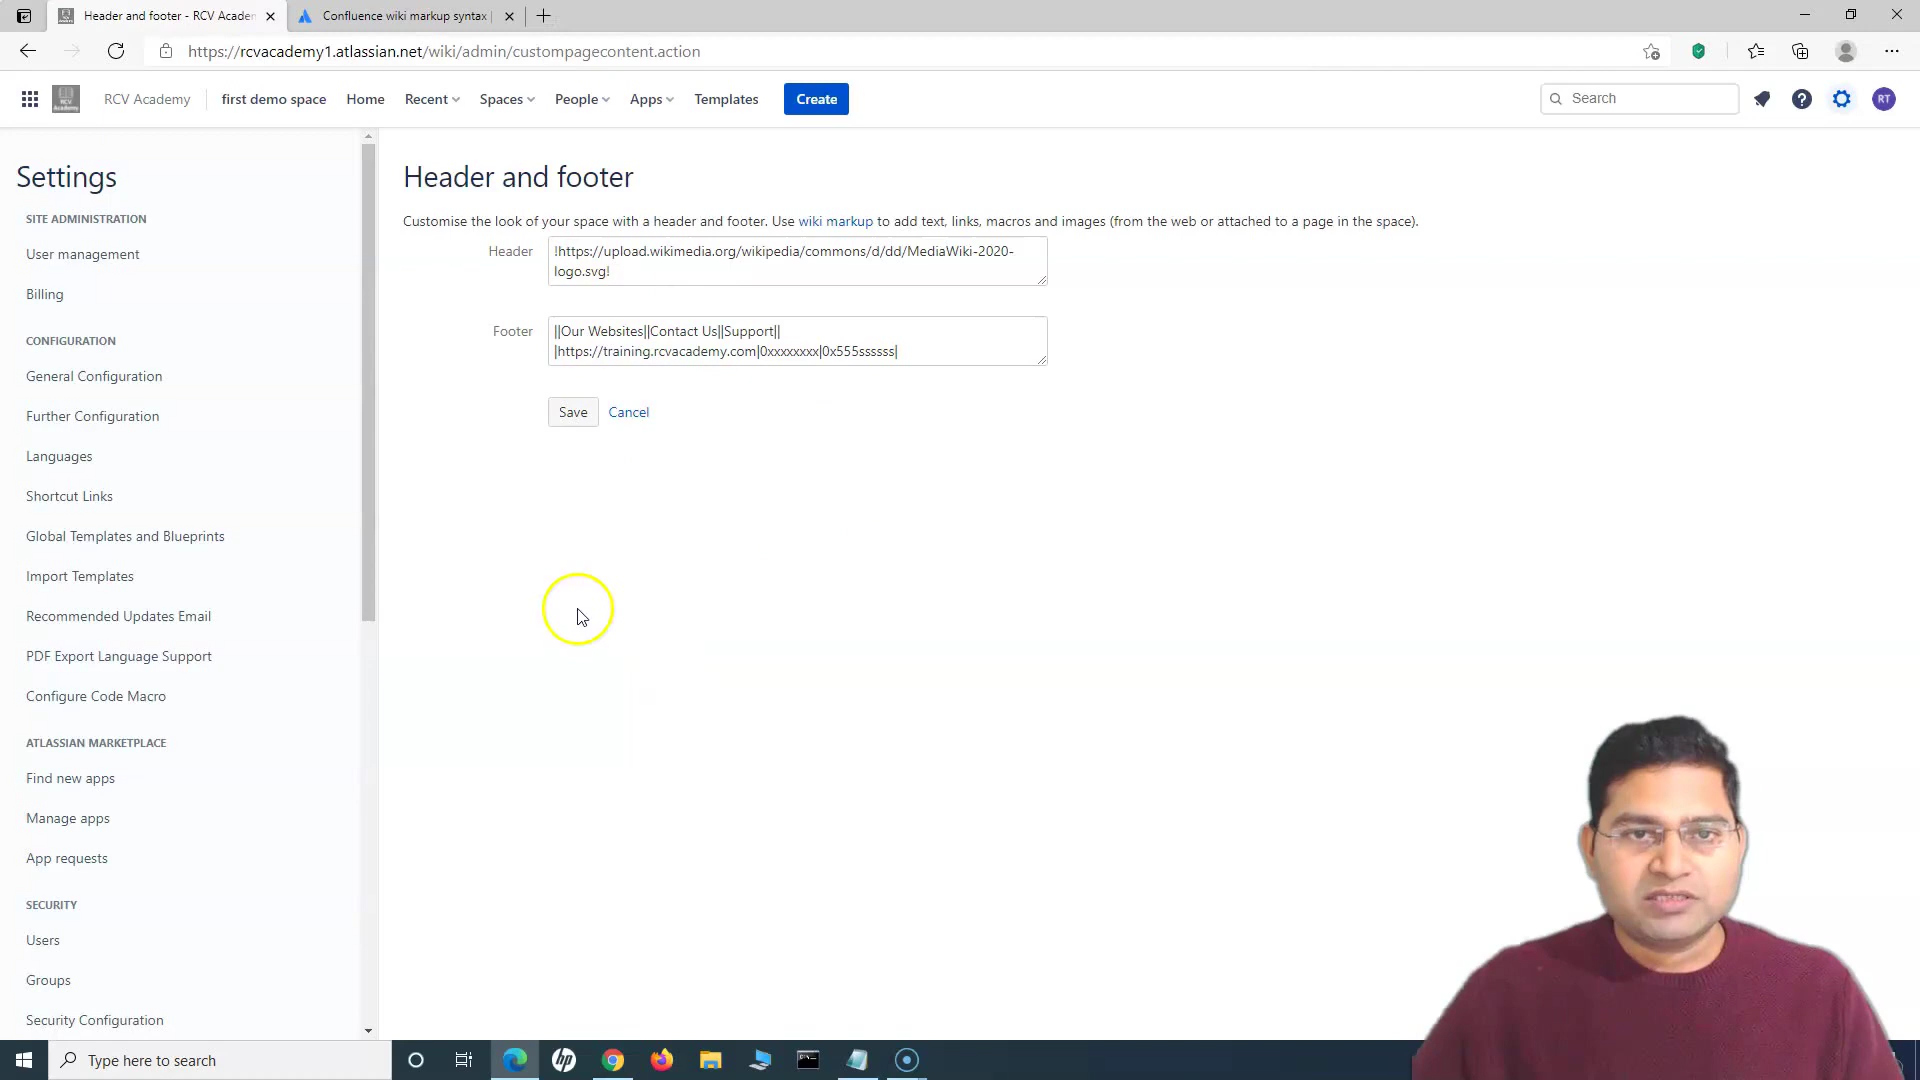 Header and footer - RCV Academ
Confluence wiki markup syntax
https://rcvacademy1.atlassian.net/wiki/admin/custompagecontent.action
RCV Academy
first demo space
Home
Recent
Spaces
People
Apps
Templates
Create
Search
RT
Settings
SITE ADMINISTRATION
User management
Billing
CONFIGURATION
General Configuration
Further Configuration
Languages
Shortcut Links
Global Templates and Blueprints
Import Templates
Recommended Updates Email
PDF Export Language Support
Configure Code Macro
ATLASSIAN MARKETPLACE
Find new apps
Manage apps
App requests
SECURITY
Users
Groups
Security Configuration
Header and footer
Customise the look of your space with a header and footer. Use wiki markup to add text, links, macros and images (from the web or attached to a page in the space).
Header
!https://upload.wikimedia.org/wikipedia/commons/d/dd/MediaWiki-2020-
logo.svg!
Footer
||Our Websites||Contact Us||Support||
|https://training.rcvacademy.com|0xxxxxxxx|0x555ssssss|
Save
Cancel
Type here to search